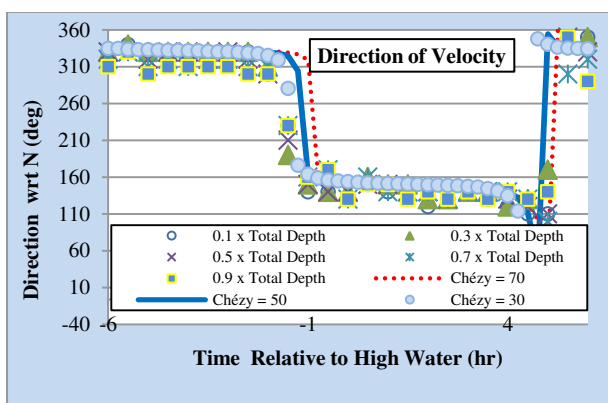 Direction of Velocity
Direction wrt N (deg)
360
310
260
210
160
110
60
10
-40
0.1 x Total Depth
0.3 x Total Depth
0.5 x Total Depth
0.7 x Total Depth
0.9 x Total Depth
Chézy = 70
Chézy = 50
Chézy = 30
-6
-1
4
Time Relative to High Water (hr)